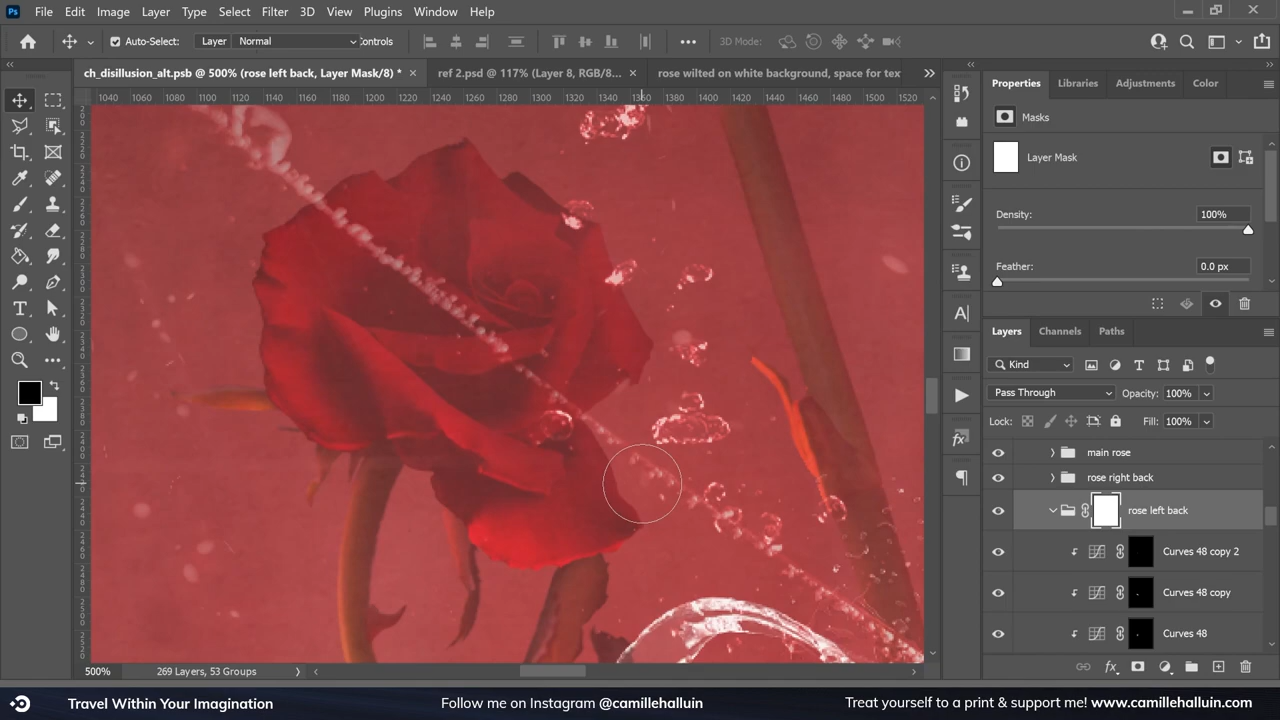 Ps File Edit Image Layer Type Select Filter 3D View Plugins Window Help
Auto-Select: Layer Normal Controls 3D Mode:
ch_disillusion_alt.psb @ 500% (rose left back, Layer Mask/8) * × ref 2.psd @ 117% (Layer 8, RGB/8... × rose wilted on white background, space for tex
1040 1060 1080 1100 1120 1140 1160 1180 1200 1220 1240 1260 1280 1300 1320 1340 1360 1380 1400 1420 1440 1460 1480 1500 1520
Properties Libraries Adjustments Color
Masks
Layer Mask
Density: 100%
Feather: 0.0 px
Layers Channels Paths
Kind
Pass Through Opacity: 100%
Lock: Fill: 100%
main rose
rose right back
rose left back
Curves 48 copy 2
Curves 48 copy
Curves 48
500% 269 Layers, 53 Groups
Travel Within Your Imagination Follow me on Instagram @camillehalluin Treat yourself to a print & support me! www.camillehalluin.com